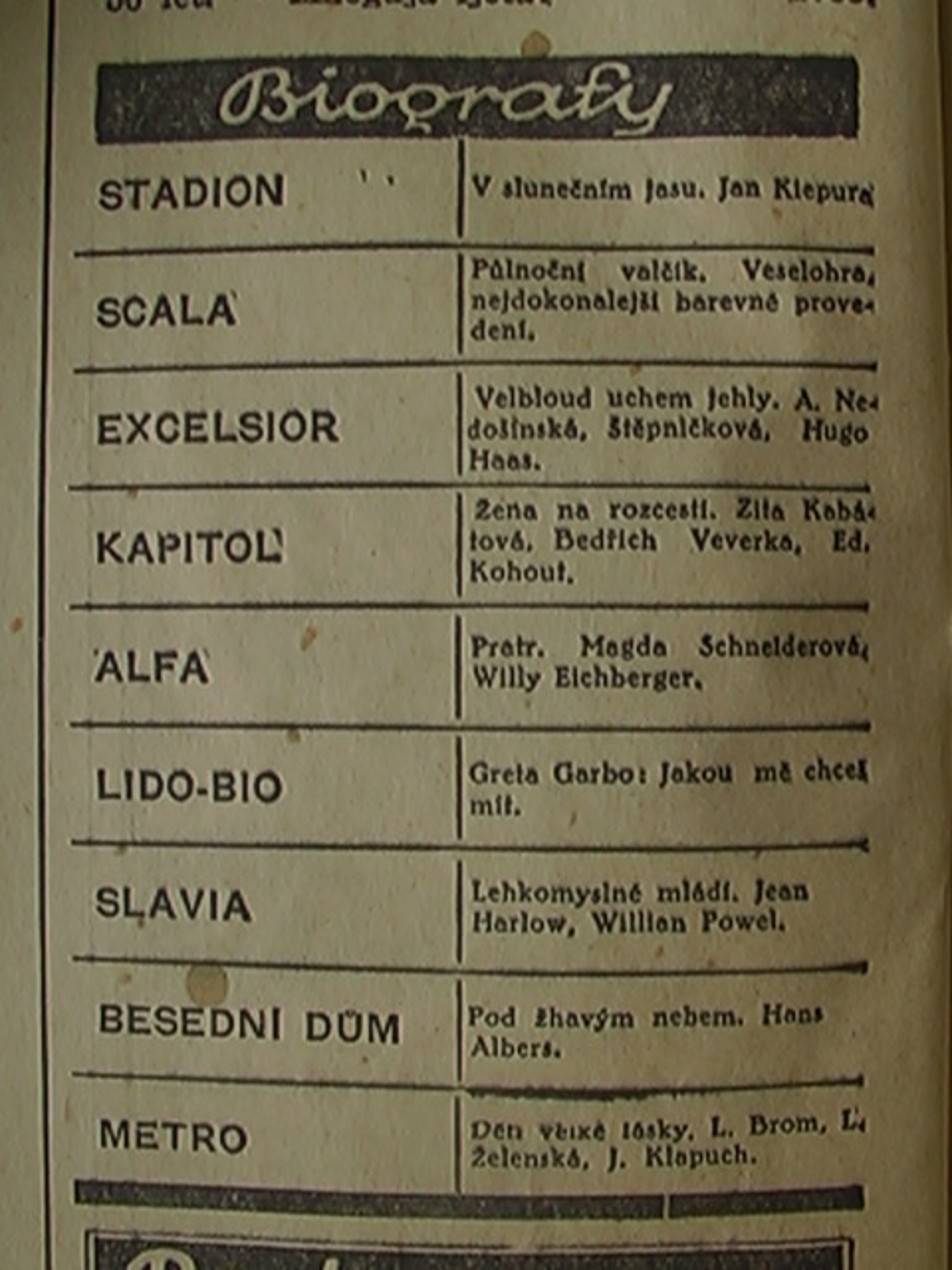 Biografy
STADION
V slunečním jasu. Jan Kiepura
SCALA
Půlnoční valčík. Veselohra,
nejdokonalejší barevné prove-
dení.
EXCELSIOR
Velbloud uchem jehly. A. Ne-
došínská, Štěpničková, Hugo
Haas.
KAPITOL
Žena na rozcestí. Zita Kabá-
tová, Bedřich Veverka, Ed.
Kohout.
ALFA
Pratr. Magda Schneiderová,
Willy Eichberger.
LIDO-BIO
Greta Garbo: Jakou mě chceš
mít.
SLAVIA
Lehkomyslné mládí. Jean
Harlow, Willian Powel.
BESEDNÍ DŮM
Pod žhavým nebem. Hans
Albers.
METRO
Den velké lásky. L. Brom, L.
Želenská, J. Klapuch.